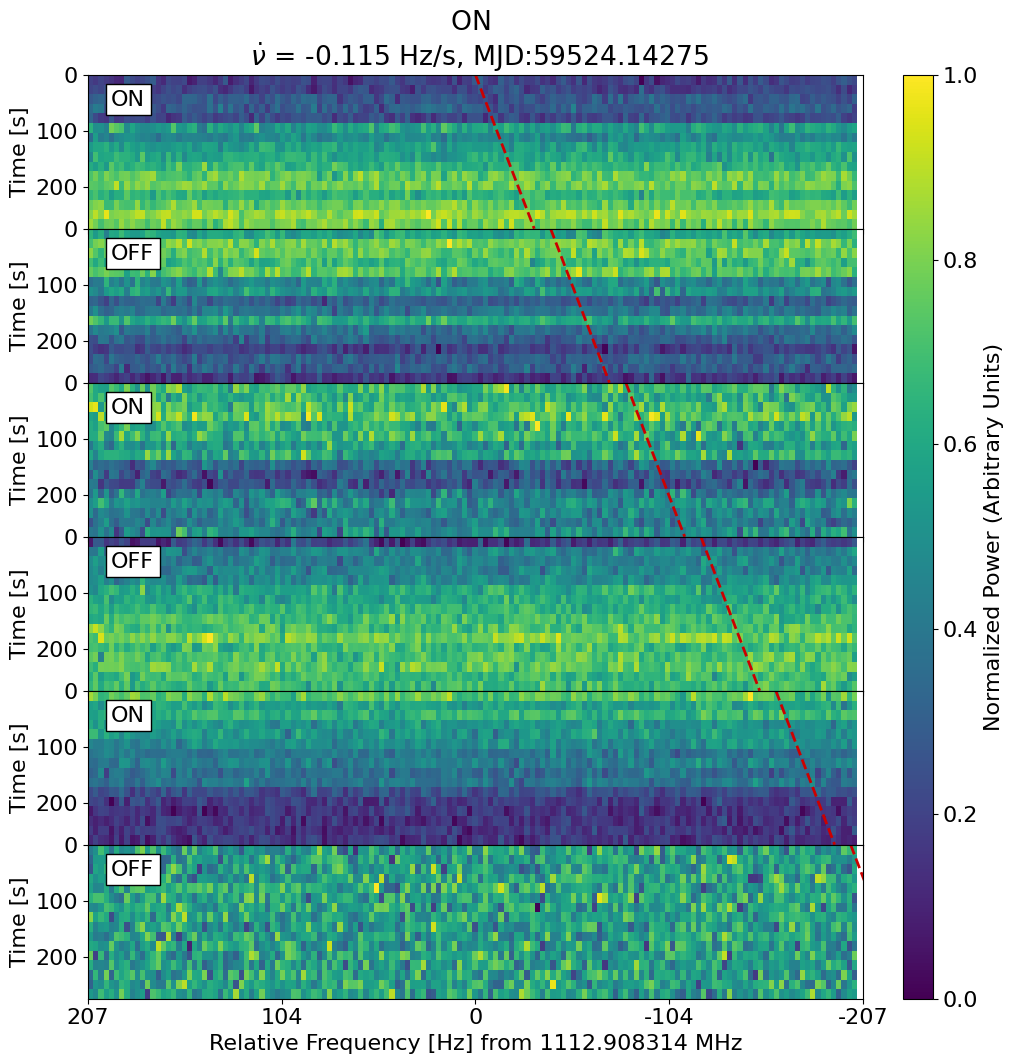 ON
ν̇ = -0.115 Hz/s, MJD:59524.14275
0
ON
100
Time [s]
200
0
OFF
100
Time [s]
200
0
ON
100
Time [s]
200
0
OFF
100
Time [s]
200
0
ON
100
Time [s]
200
0
OFF
100
Time [s]
200
207 104 0 -104 -207
Relative Frequency [Hz] from 1112.908314 MHz
1.0
0.8
0.6
0.4
0.2
0.0
Normalized Power (Arbitrary Units)